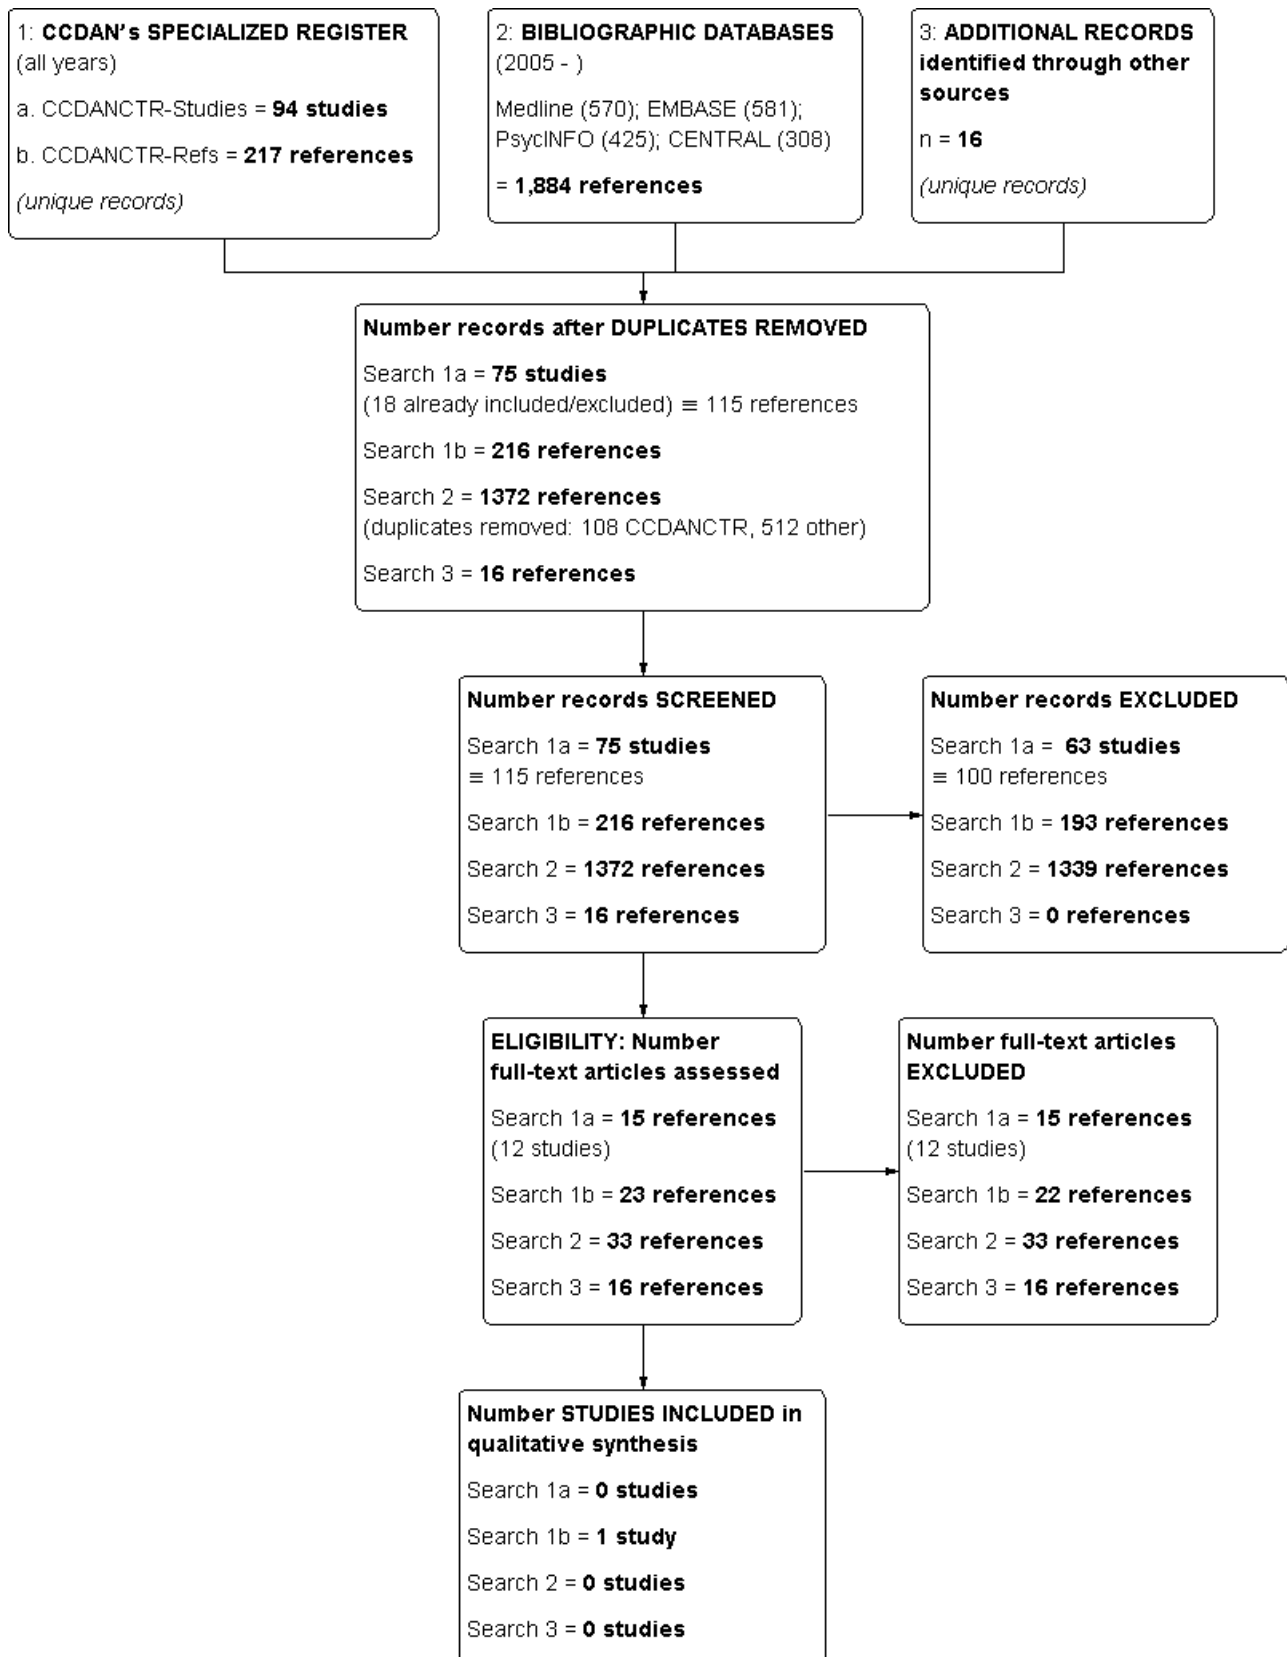 1: CCDAN's SPECIALIZED REGISTER
(all years)
a. CCDANCTR-Studies = 94 studies
b. CCDANCTR-Refs = 217 references
(unique records)
2: BIBLIOGRAPHIC DATABASES
(2005 - )
Medline (570); EMBASE (581);
PsycINFO (425); CENTRAL (308)
= 1,884 references
3: ADDITIONAL RECORDS
identified through other
sources
n = 16
(unique records)
Number records after DUPLICATES REMOVED
Search 1a = 75 studies
(18 already included/excluded) ≡ 115 references
Search 1b = 216 references
Search 2 = 1372 references
(duplicates removed: 108 CCDANCTR, 512 other)
Search 3 = 16 references
Number records SCREENED
Search 1a = 75 studies
≡ 115 references
Search 1b = 216 references
Search 2 = 1372 references
Search 3 = 16 references
Number records EXCLUDED
Search 1a = 63 studies
≡ 100 references
Search 1b = 193 references
Search 2 = 1339 references
Search 3 = 0 references
ELIGIBILITY: Number
full-text articles assessed
Search 1a = 15 references
(12 studies)
Search 1b = 23 references
Search 2 = 33 references
Search 3 = 16 references
Number full-text articles
EXCLUDED
Search 1a = 15 references
(12 studies)
Search 1b = 22 references
Search 2 = 33 references
Search 3 = 16 references
Number STUDIES INCLUDED in
qualitative synthesis
Search 1a = 0 studies
Search 1b = 1 study
Search 2 = 0 studies
Search 3 = 0 studies